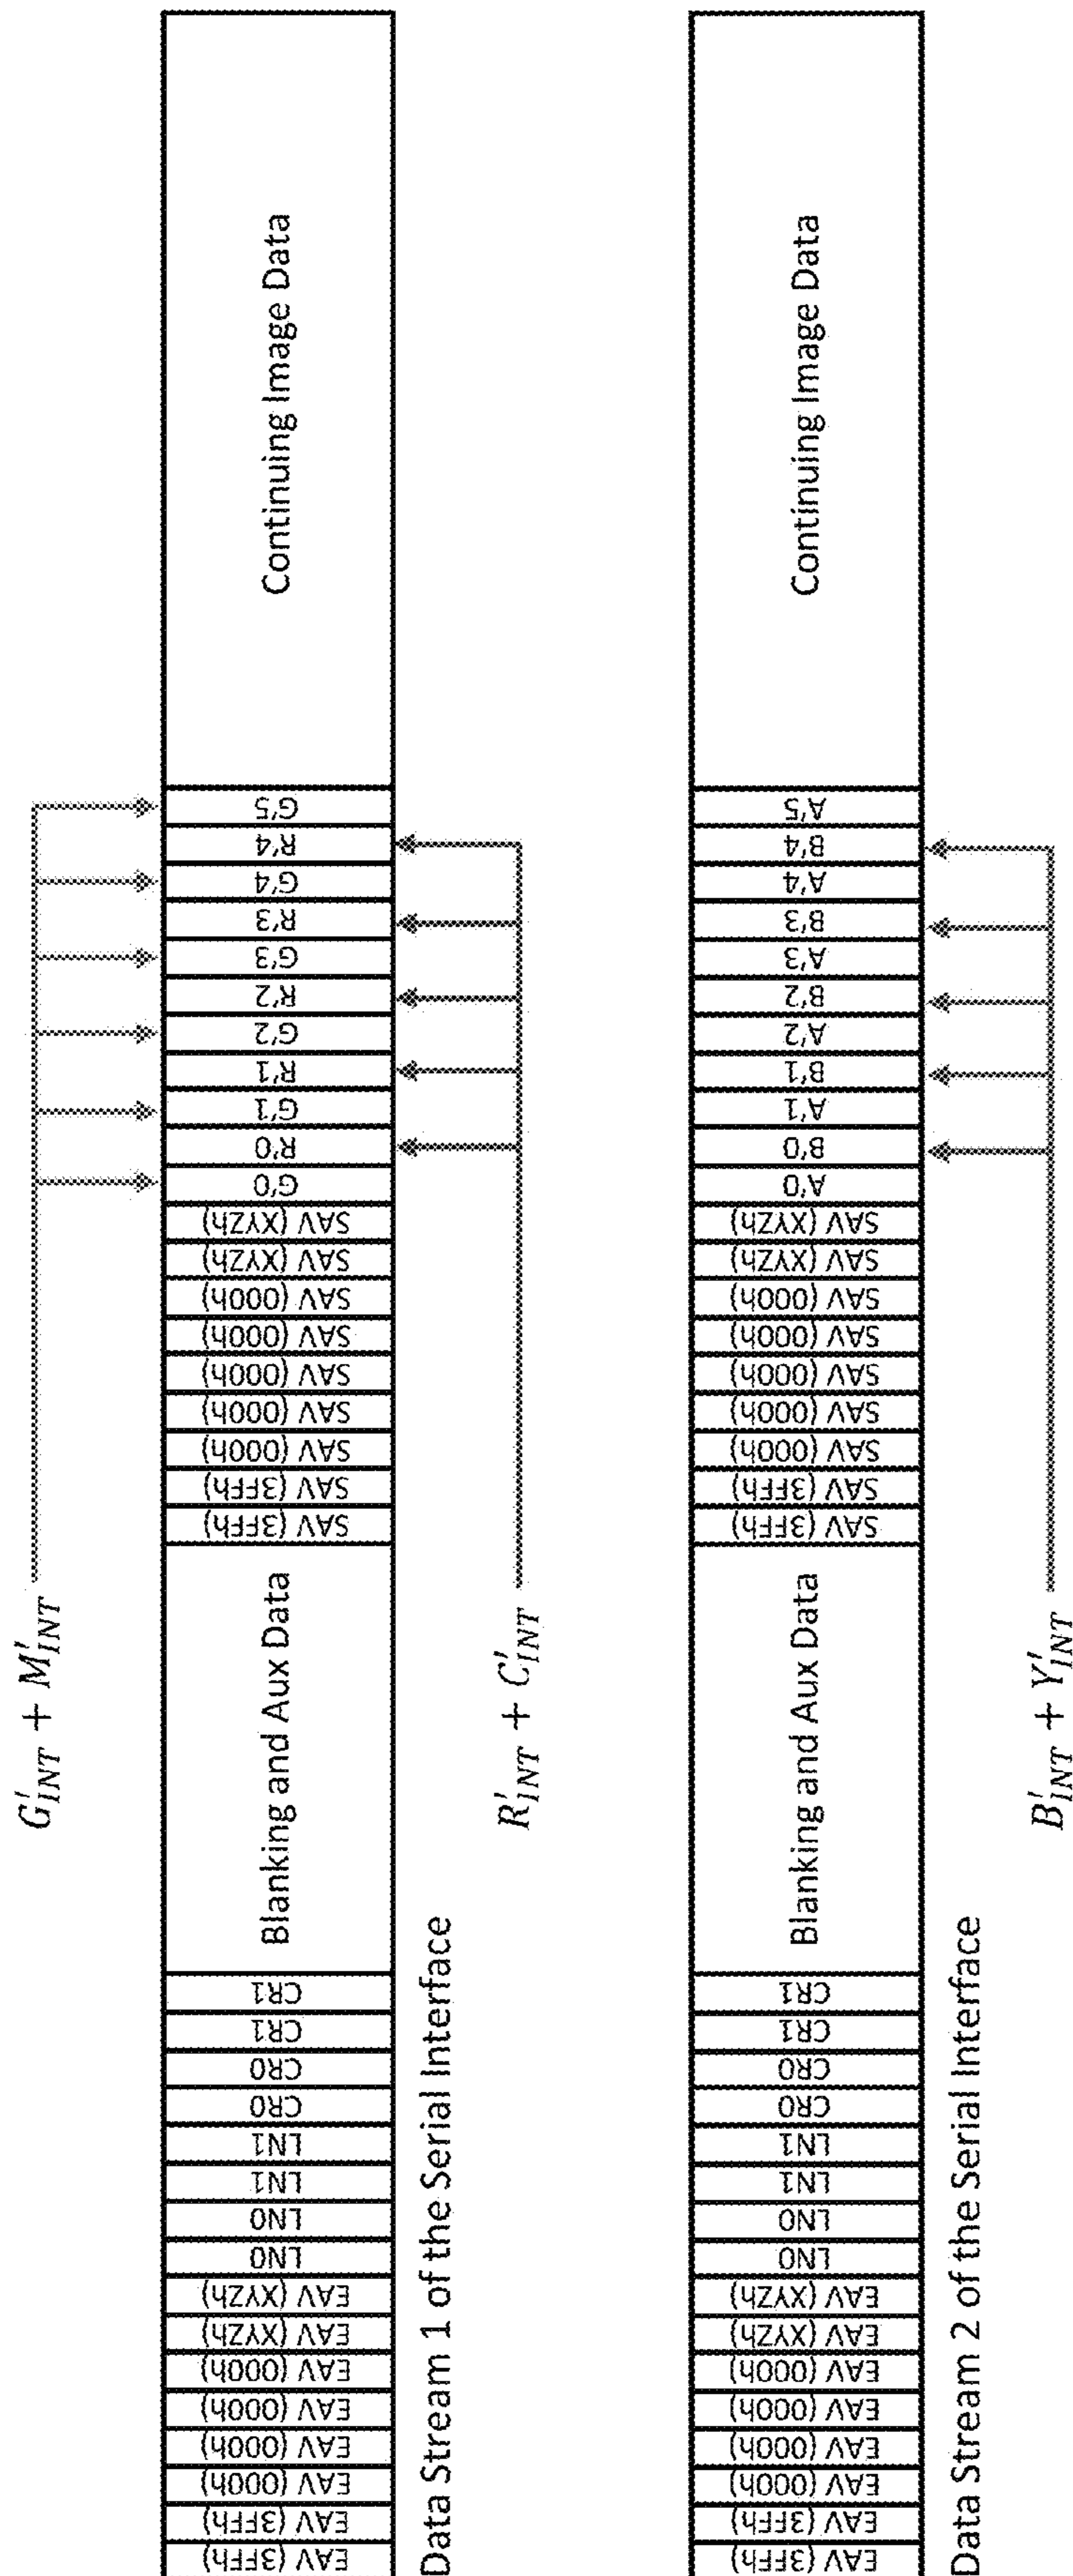 G'INT + M'INT
EAV (3FFh)
EAV (3FFh)
EAV (000h)
EAV (000h)
EAV (000h)
EAV (000h)
EAV (XYZh)
EAV (XYZh)
LN0
LN0
LN1
LN1
CR0
CR0
CR1
CR1
Blanking and Aux Data
SAV (3FFh)
SAV (3FFh)
SAV (000h)
SAV (000h)
SAV (000h)
SAV (000h)
SAV (000h)
SAV (XYZh)
SAV (XYZh)
G'0
R'0
G'1
R'1
G'2
R'2
G'3
R'3
G'4
R'4
G'5
Continuing Image Data
Data Stream 1 of the Serial Interface
R'INT + C'INT
EAV (3FFh)
EAV (3FFh)
EAV (000h)
EAV (000h)
EAV (000h)
EAV (000h)
EAV (XYZh)
EAV (XYZh)
LN0
LN0
LN1
LN1
CR0
CR0
CR1
CR1
Blanking and Aux Data
SAV (3FFh)
SAV (3FFh)
SAV (000h)
SAV (000h)
SAV (000h)
SAV (000h)
SAV (000h)
SAV (XYZh)
SAV (XYZh)
A'0
B'0
A'1
B'1
A'2
B'2
A'3
B'3
A'4
B'4
A'5
Continuing Image Data
Data Stream 2 of the Serial Interface
B'INT + Y'INT